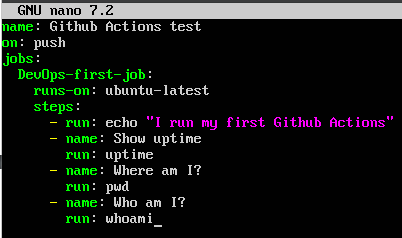 GNU nano 7.2
name: Github Actions test
on: push
jobs:
  DevOps-first-job:
    runs-on: ubuntu-latest
    steps:
      - run: echo "I run my first Github Actions"
      - name: Show uptime
        run: uptime
      - name: Where am I?
        run: pwd
      - name: Who am I?
        run: whoami